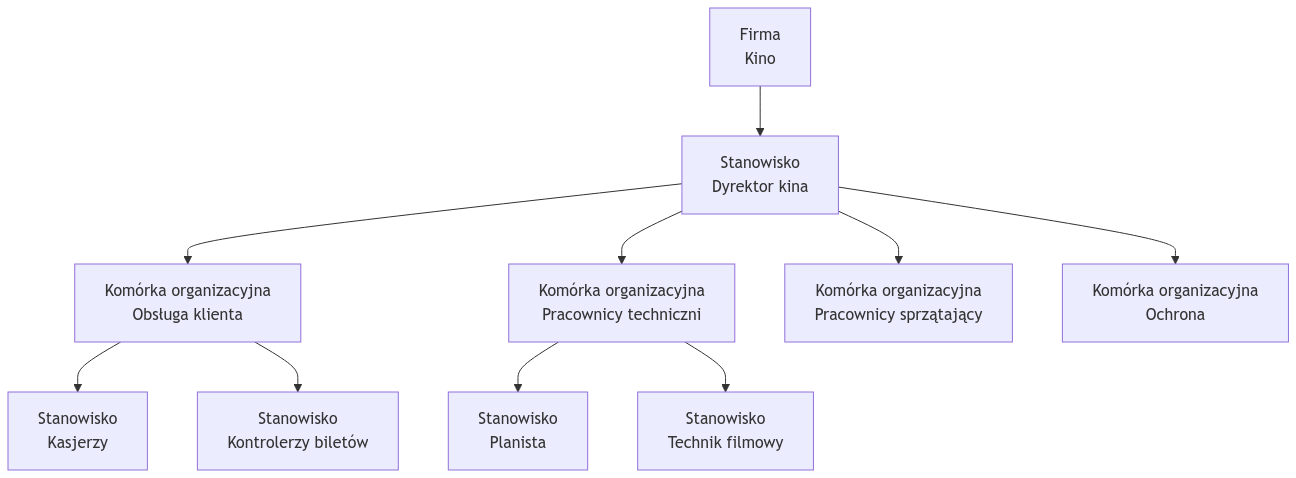 Firma
Kino
Stanowisko
Dyrektor kina
Komórka organizacyjna
Obsługa klienta
Komórka organizacyjna
Pracownicy techniczni
Komórka organizacyjna
Pracownicy sprzątający
Komórka organizacyjna
Ochrona
Stanowisko
Kasjerzy
Stanowisko
Kontrolerzy biletów
Stanowisko
Planista
Stanowisko
Technik filmowy